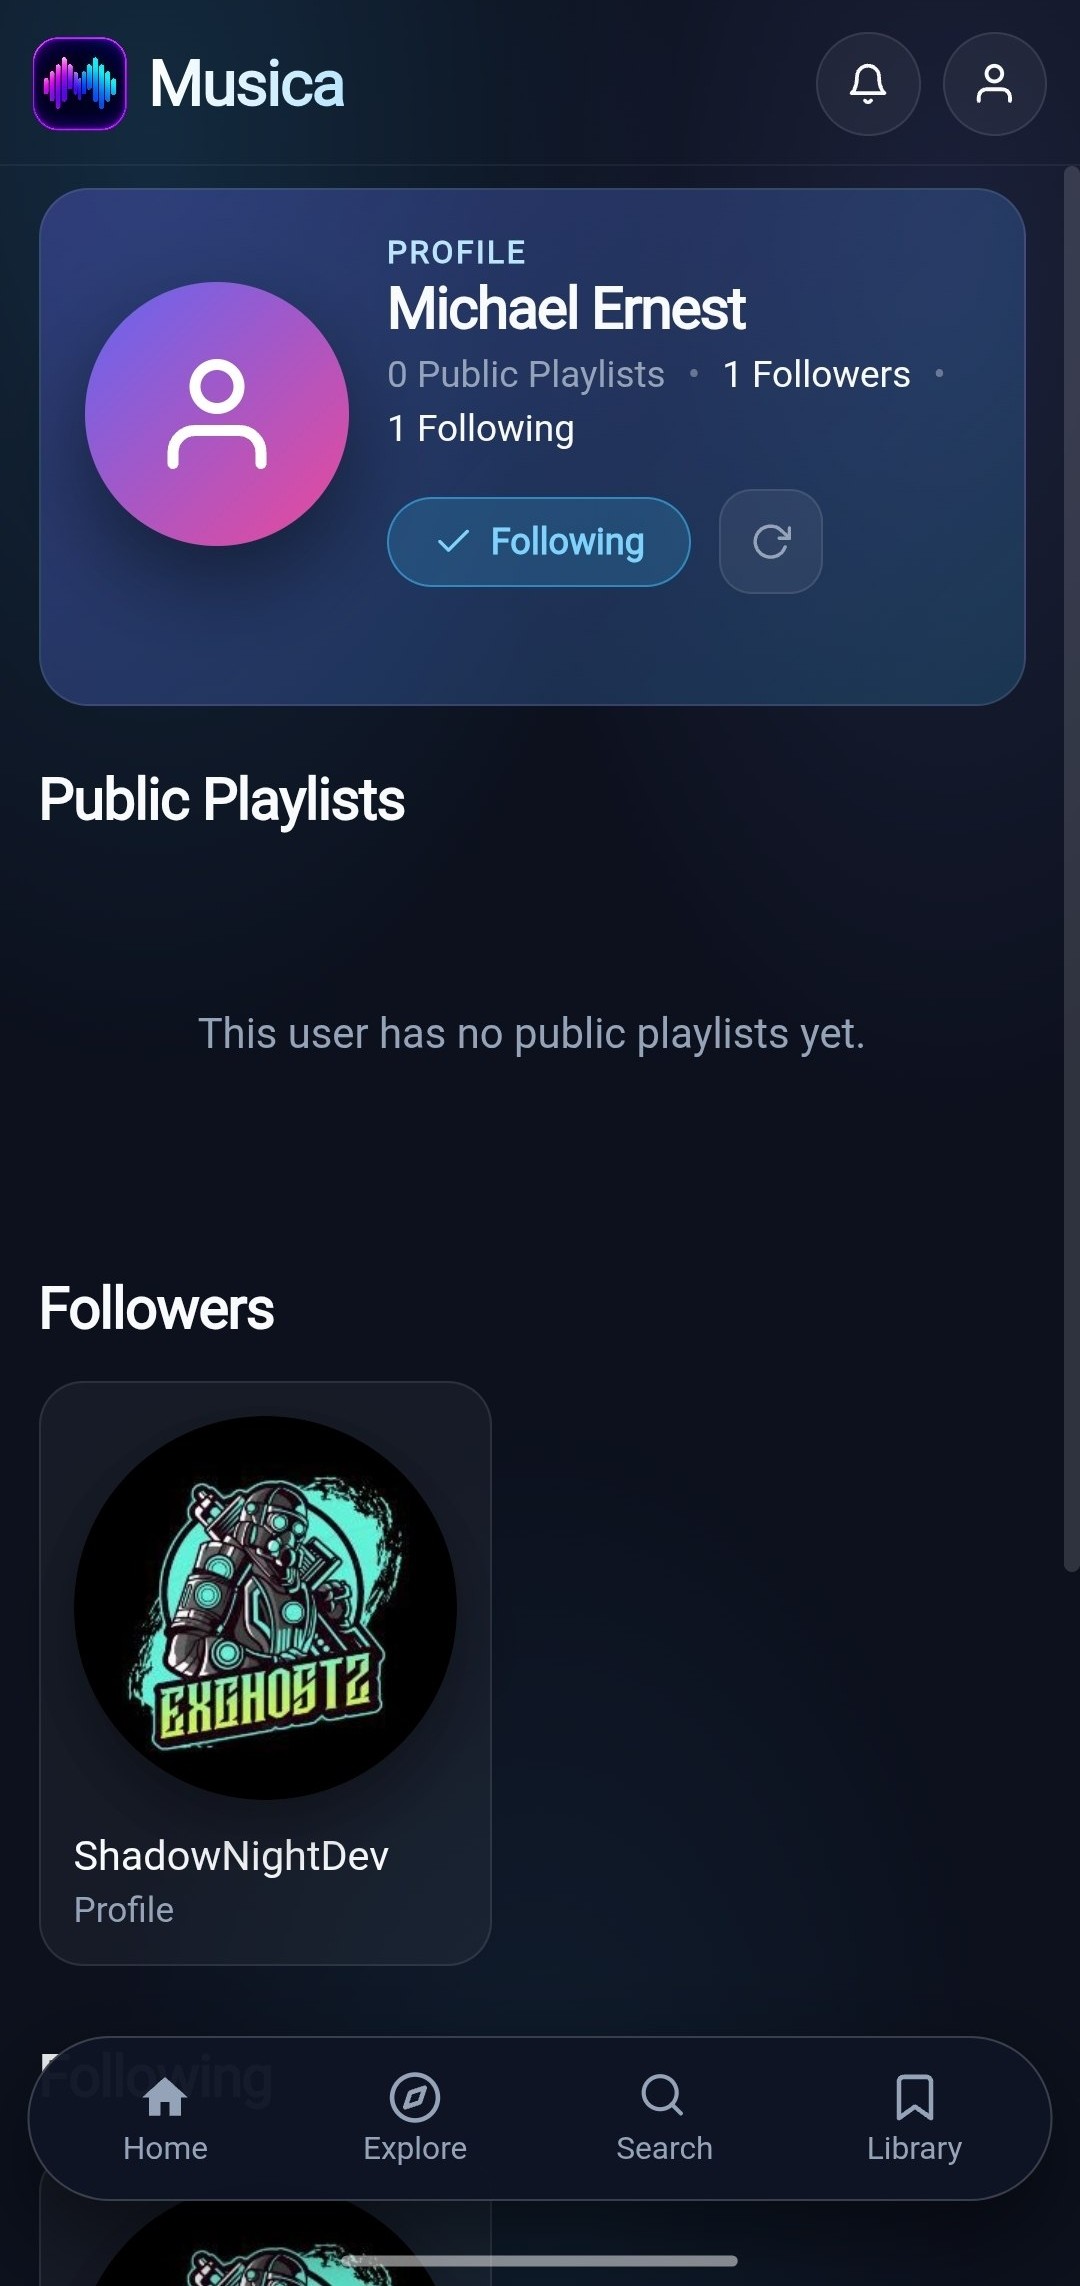 Musica
PROFILE
Michael Ernest
0 Public Playlists • 1 Followers •
1 Following
Following
Public Playlists
This user has no public playlists yet.
Followers
EXGHOSTZ
ShadowNightDev
Profile
Following
Home
Explore
Search
Library